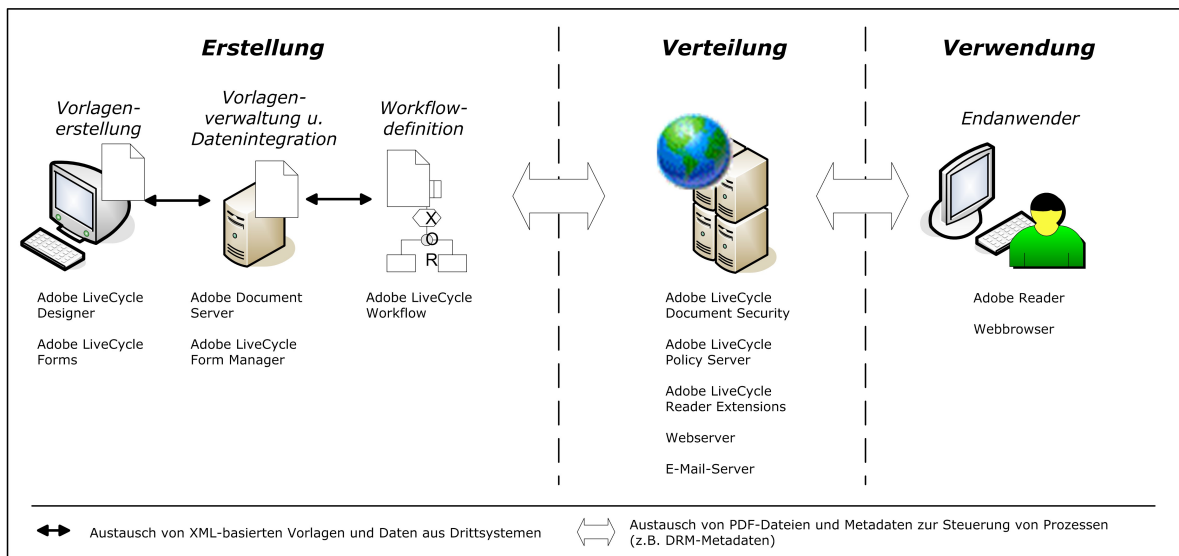 Erstellung
Verteilung
Verwendung
Vorlagen-
erstellung
Vorlagen-
verwaltung u.
Datenintegration
Workflow-
definition
Endanwender
X
O
R
Adobe LiveCycle
Designer
Adobe LiveCycle
Forms
Adobe Document
Server
Adobe LiveCycle
Form Manager
Adobe LiveCycle
Workflow
Adobe LiveCycle
Document Security
Adobe LiveCycle
Policy Server
Adobe LiveCycle
Reader Extensions
Webserver
E-Mail-Server
Adobe Reader
Webbrowser
Austausch von XML-basierten Vorlagen und Daten aus Drittsystemen
Austausch von PDF-Dateien und Metadaten zur Steuerung von Prozessen
(z.B. DRM-Metadaten)